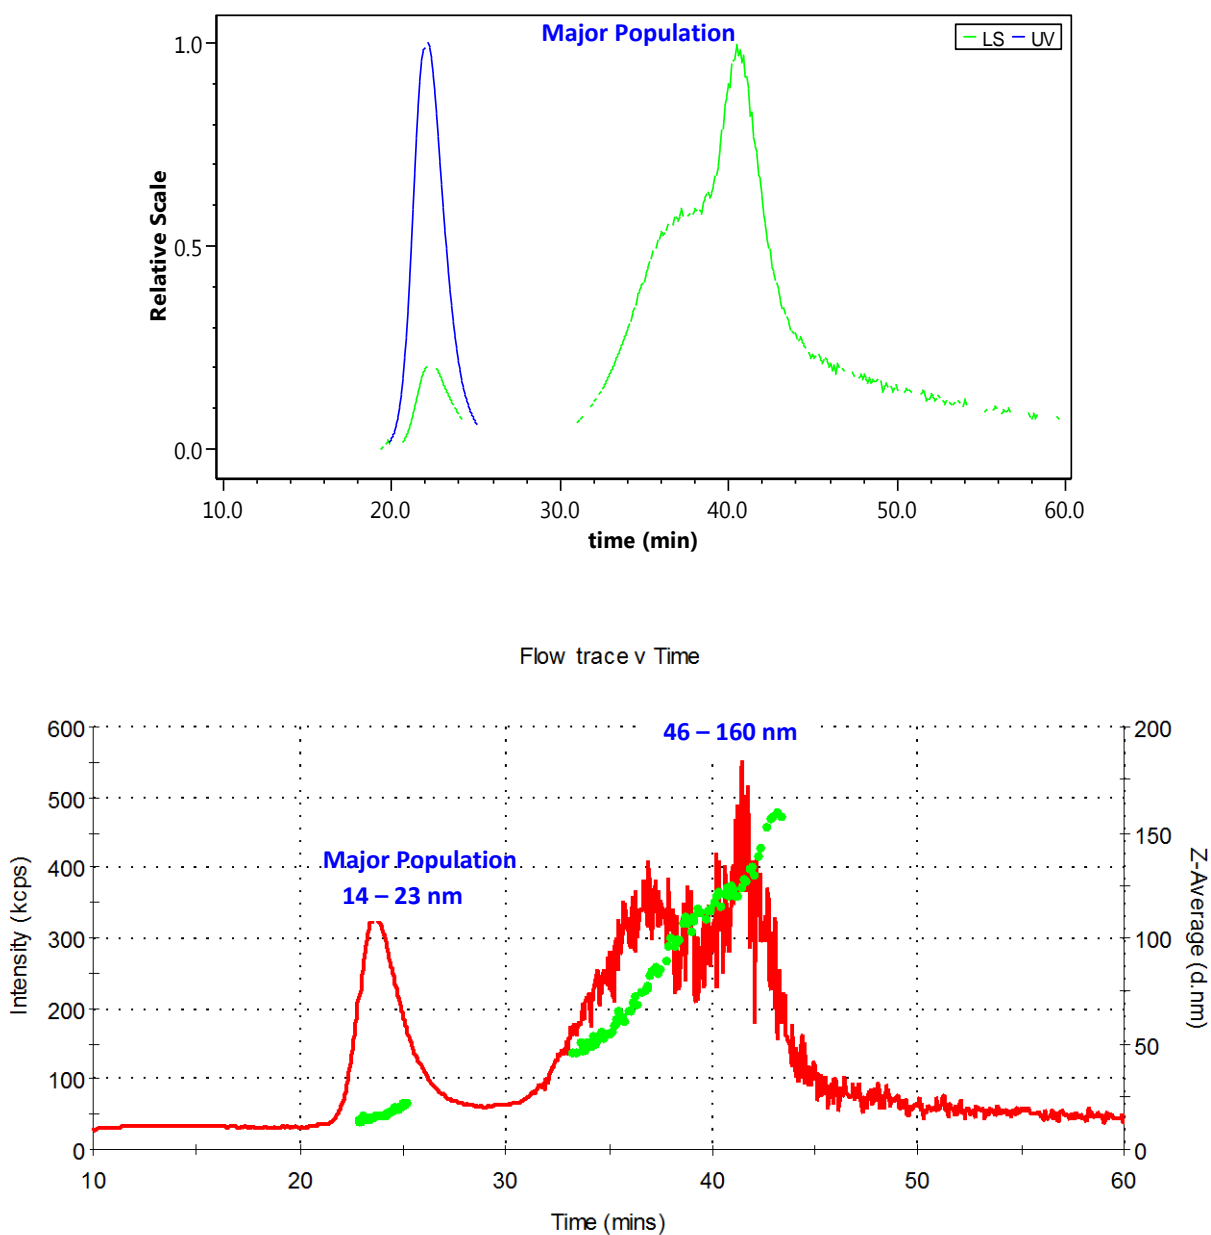 Major Population
LS UV
1.0
0.5
0.0
Relative Scale
10.0 20.0 30.0 40.0 50.0 60.0
time (min)
Flow trace v Time
46 – 160 nm
Major Population
14 – 23 nm
600
500
400
300
200
100
0
Intensity (kcps)
200
150
100
50
0
Z-Average (d.nm)
10 20 30 40 50 60
Time (mins)